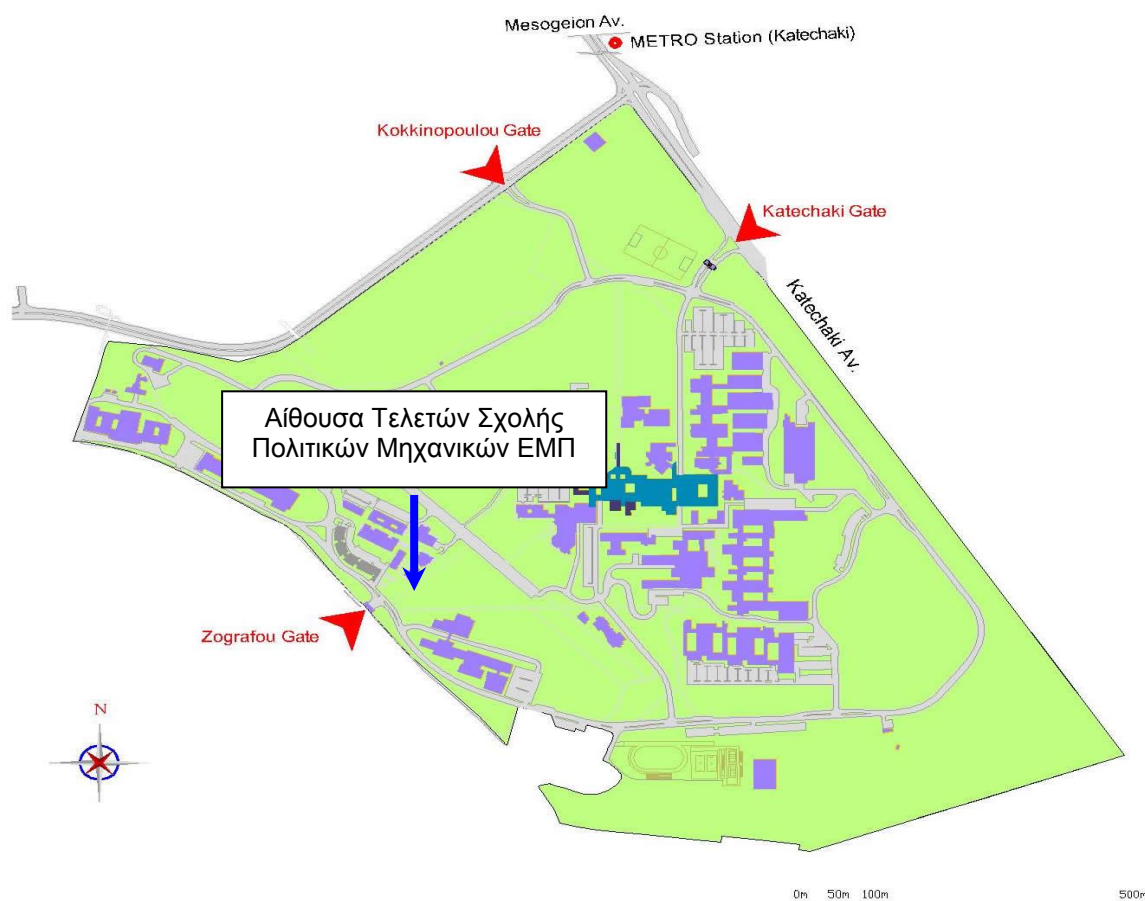 Mesogeion Av.
METRO Station (Katechaki)
Kokkinopoulou Gate
Katechaki Gate
Katechaki Av.
Αίθουσα Τελετών Σχολής
Πολιτικών Μηχανικών ΕΜΠ
Zografou Gate
N
0m 50m 100m 500m